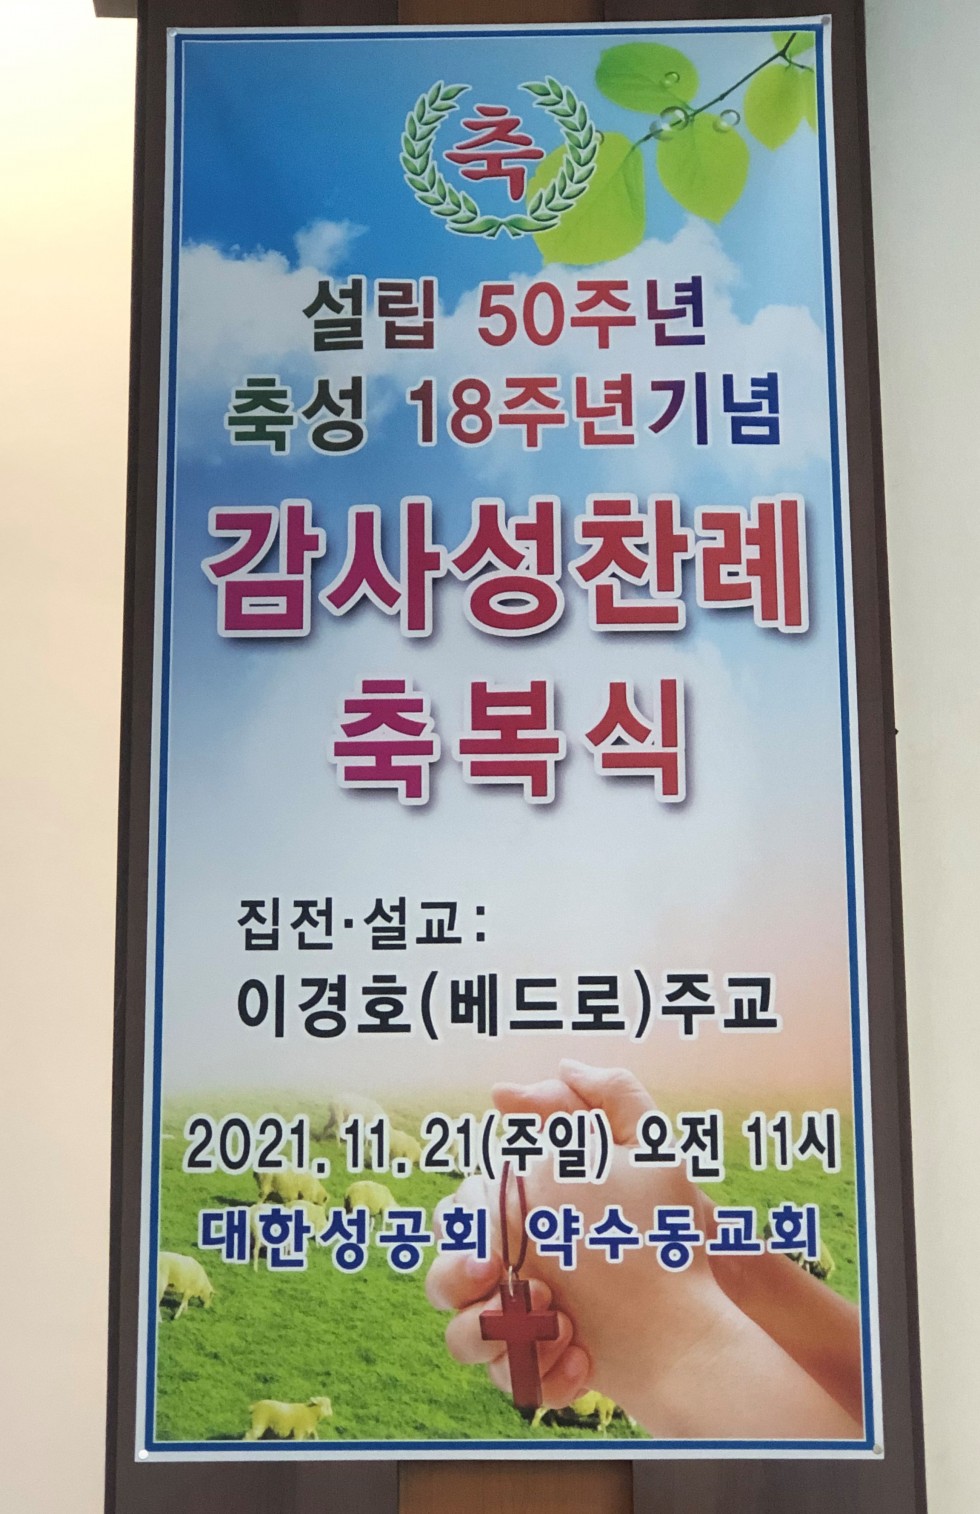 축
설립 50주년
축성 18주년기념
감사성찬례
축복식
집전·설교:
이경호(베드로)주교
2021. 11. 21(주일) 오전 11시
대한성공회 약수동교회